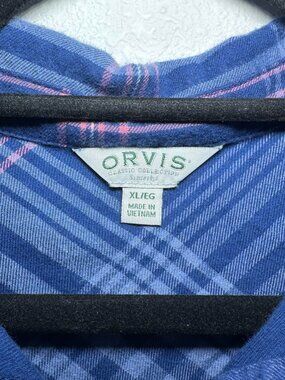 ORVIS
CLASSIC COLLECTION
XL/EG
MADE IN
VIETNAM